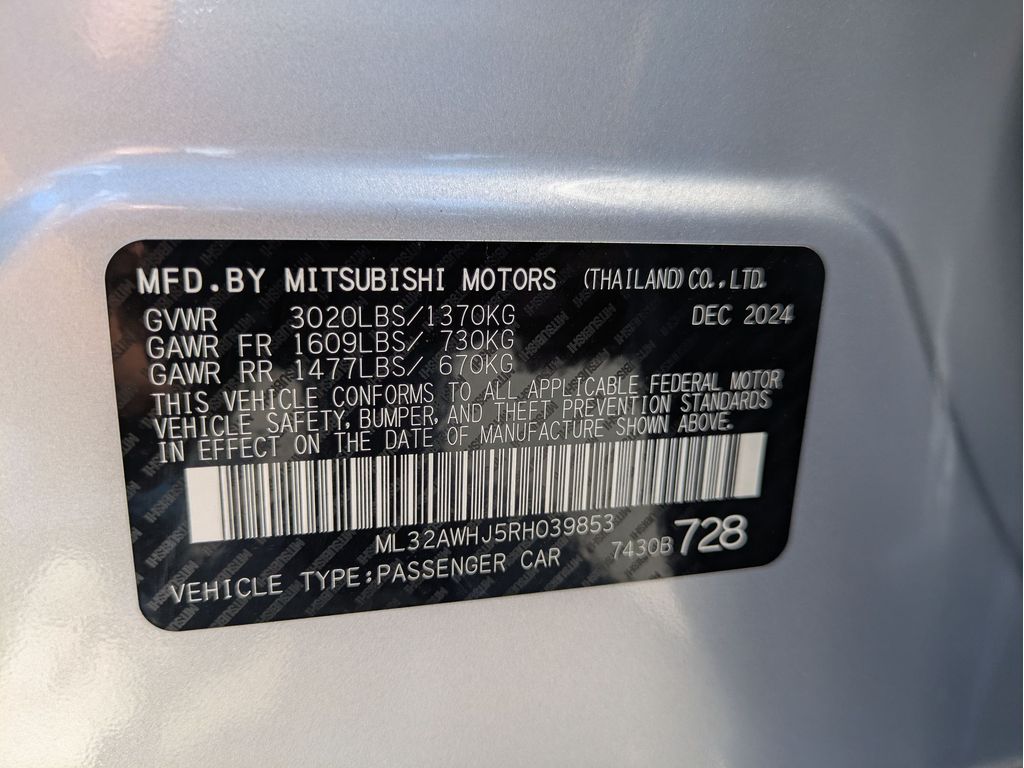 MFD.BY MITSUBISHI MOTORS (THAILAND)CO.,LTD.
GVWR 3020LBS/1370KG DEC 2024
GAWR FR 1609LBS/ 730KG
GAWR RR 1477LBS/ 670KG
THIS VEHICLE CONFORMS TO ALL APPLICABLE FEDERAL MOTOR
VEHICLE SAFETY, BUMPER, AND THEFT PREVENTION STANDARDS
IN EFFECT ON THE DATE OF MANUFACTURE SHOWN ABOVE.
ML32AWHJ5RH039853
7430B 728
VEHICLE TYPE:PASSENGER CAR